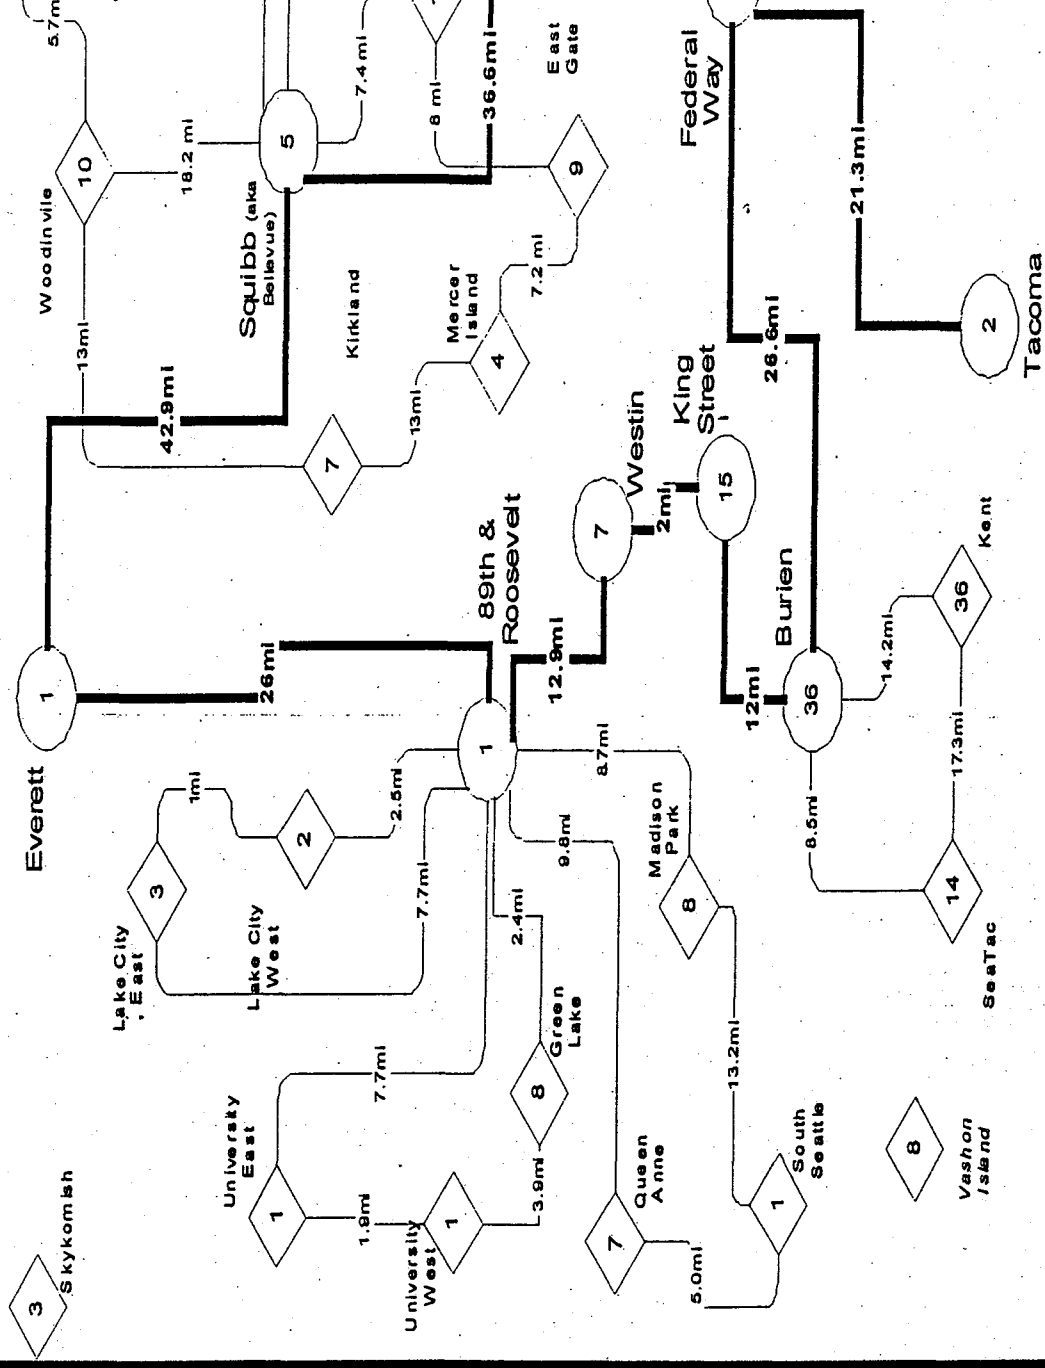 3
Skykomish
University
East
1
1.9mi
University
West
1
3.9mi
8
Green
Lake
2.4mi
7.7mi
Lake City
, East
3
1mi
Lake City
West
2
2.5mi
7.7mi
Everett
1
26mi
89th &
Roosevelt
1
12.9mi
9.8mi
8.7mi
Queen
Anne
7
5.0mi
South
Seattle
1
13.2mi
Madison
Park
8
Vashon
Island
8
Woodinvile
10
5.7m
13mi
18.2 mi
42.9mi
Squibb (aka
Bellevue)
5
7.4mi
Kirkland
7
13mi
Mercer
Island
4
7.2 mi
9
8 mi
36.6mi
East
Gate
Westin
7
2mi
King
Street
15
12mi
Burien
36
26.6mi
Federal
Way
21.3mi
2
Tacoma
14.2mi
Kent
36
17.3mi
8.5mi
14
SeaTac